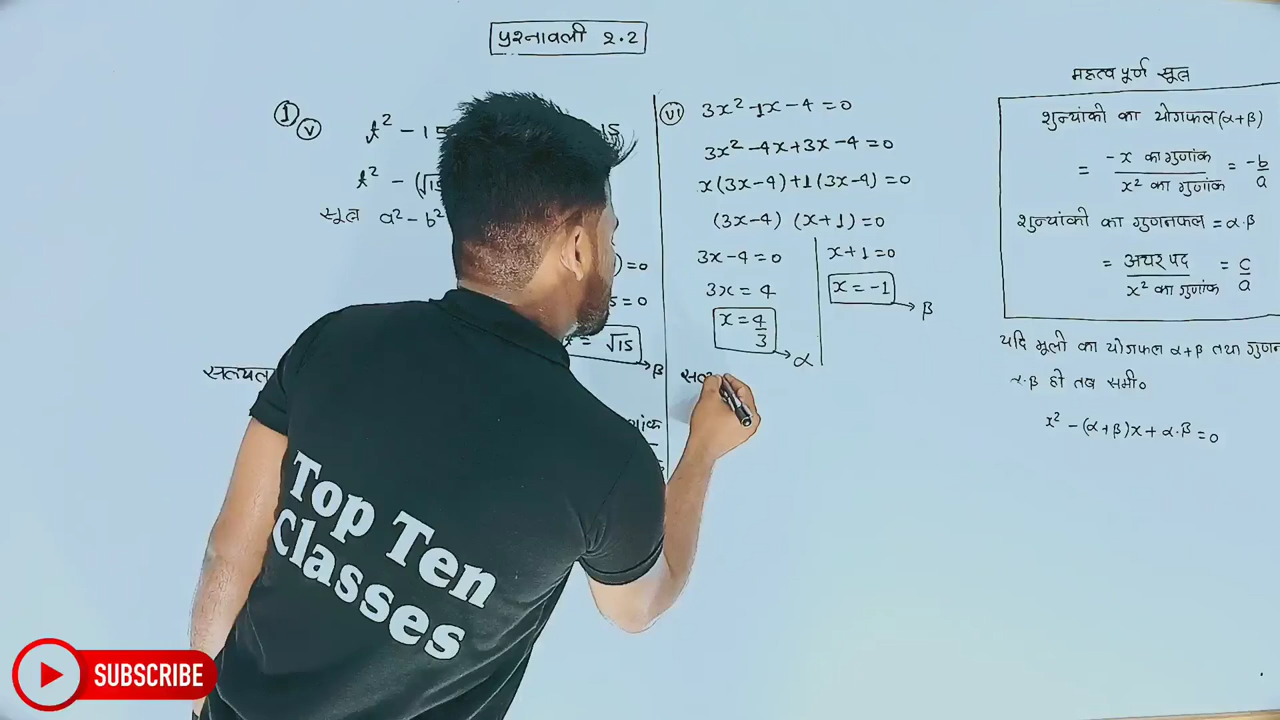 प्रश्नावली 2.2
① ⓥ t² - 15 15
t² - (√15
सूत्र a² - b²
)=0
5=0
= √15
β
सत्यता
गुणांक
ⓥⓘ 3x² - 1x - 4 = 0
3x² - 4x + 3x - 4 = 0
x(3x-4) + 1(3x-4) = 0
(3x-4) (x+1) = 0
3x - 4 = 0 x + 1 = 0
3x = 4 x = -1
β
x = 4/3
α
सत्य
महत्वपूर्ण सूत्र
शुन्यांको का योगफल (α+β)
= -x का गुणांक / x² का गुणांक = -b/a
शुन्यांको का गुणनफल = α.β
= अचर पद / x² का गुणांक = c/a
यदि मूलों का योगफल α+β तथा गुणन
α.β हो तब समी०
x² - (α+β)x + α.β = 0
Top Ten
Classes
SUBSCRIBE